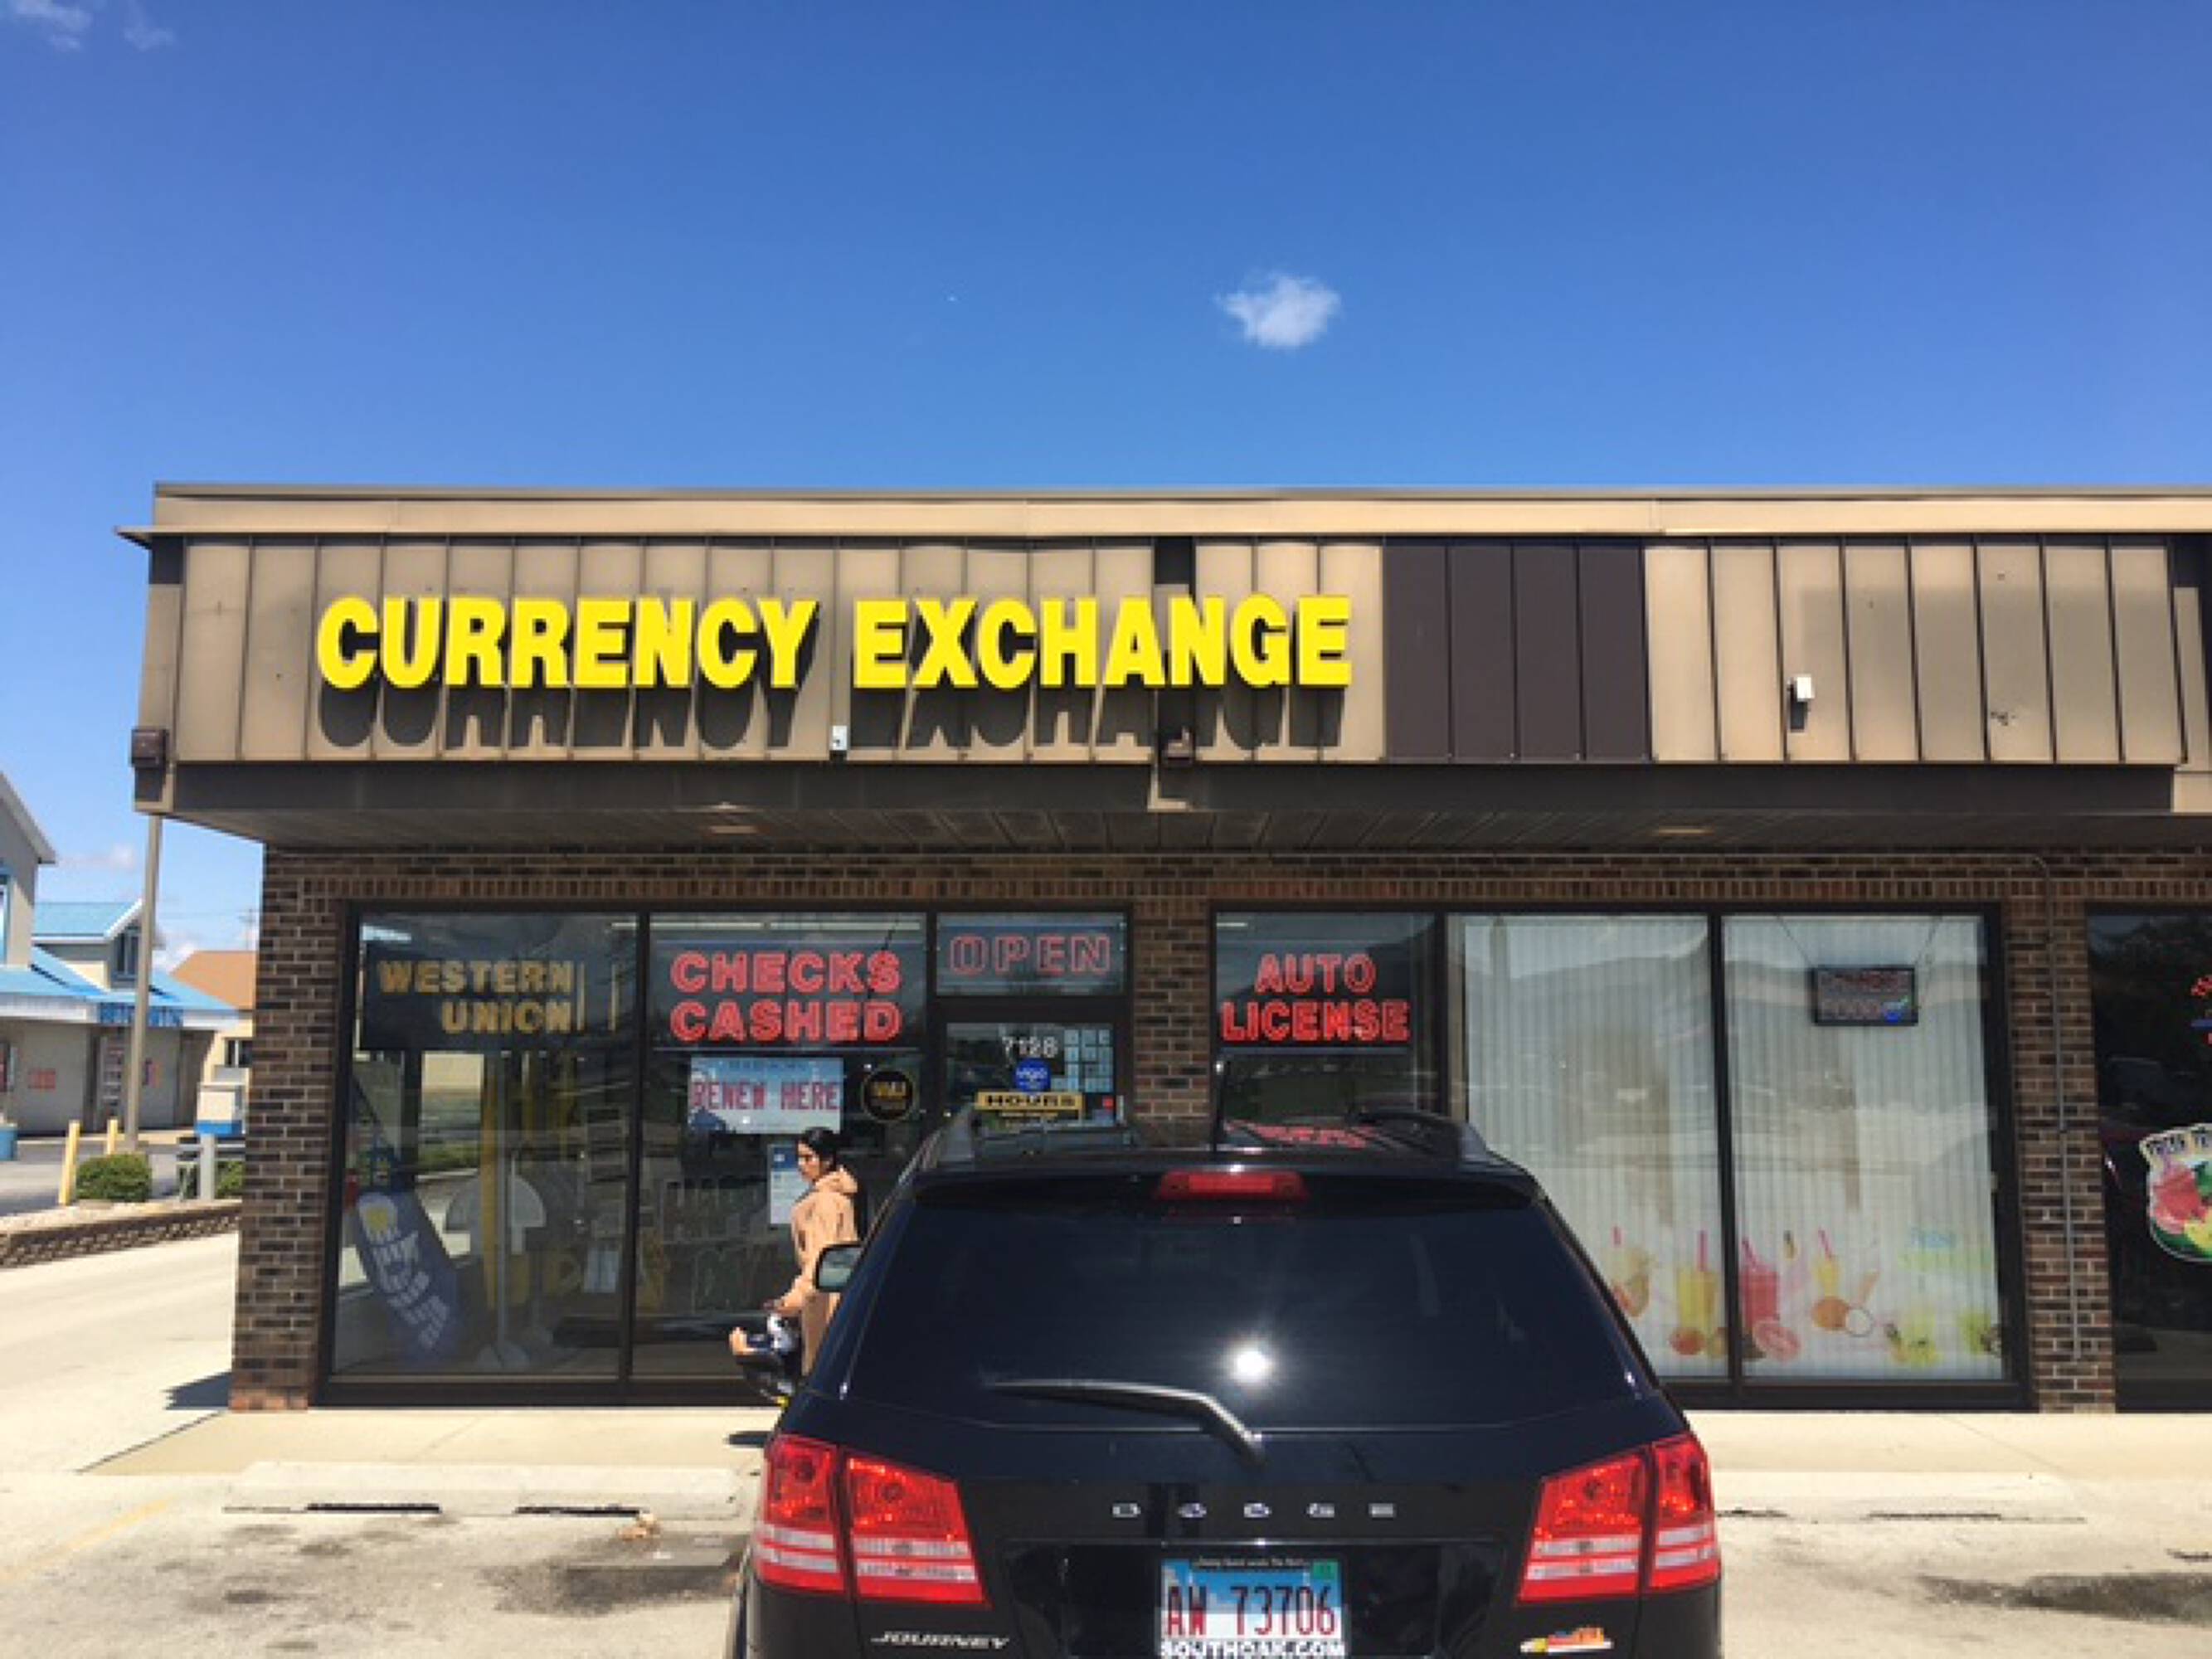 CURRENCY EXCHANGE
WESTERN
UNION
CHECKS
CASHED
OPEN
AUTO
LICENSE
7128
RENEW HERE
HOURS
DODGE
AW 73706
JOURNEY
SOUTHOAK.COM